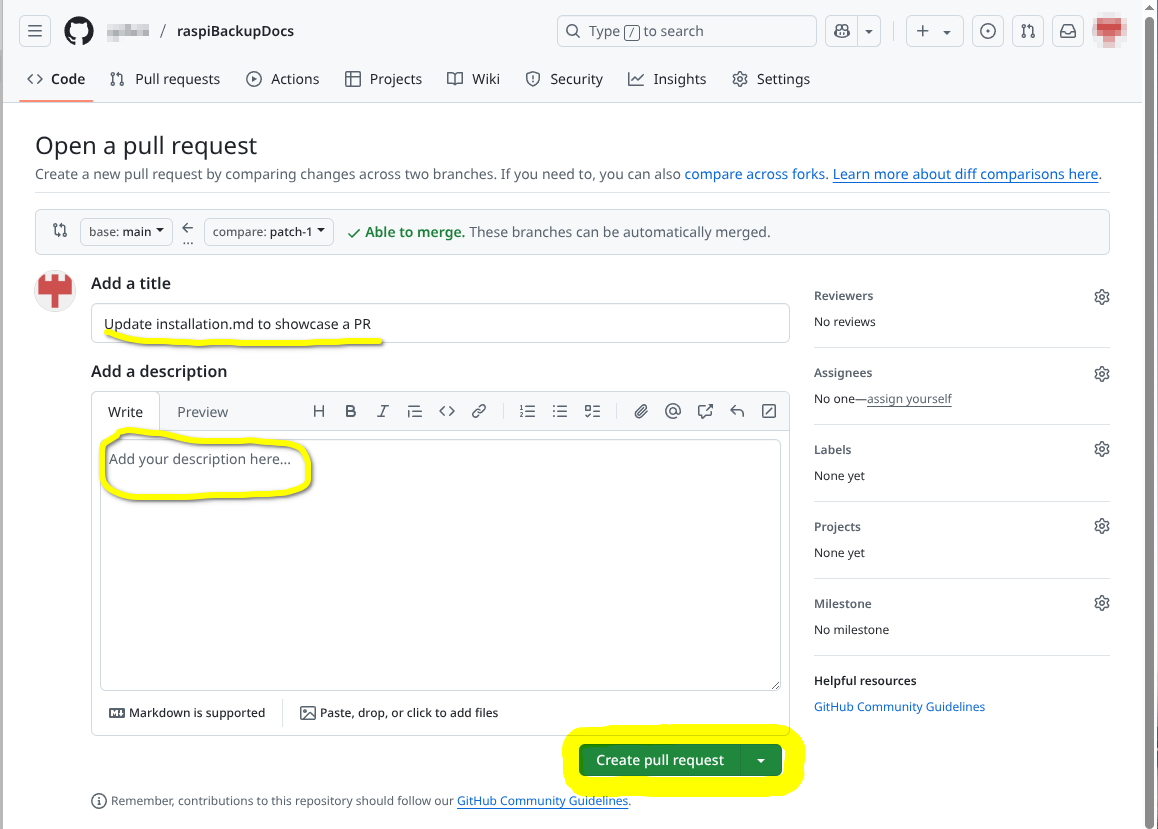 / raspiBackupDocs
Type / to search
Code
Pull requests
Actions
Projects
Wiki
Security
Insights
Settings
Open a pull request
Create a new pull request by comparing changes across two branches. If you need to, you can also compare across forks. Learn more about diff comparisons here.
base: main
...
compare: patch-1
Able to merge. These branches can be automatically merged.
Add a title
Update installation.md to showcase a PR
Add a description
Write
Preview
Add your description here...
Markdown is supported
Paste, drop, or click to add files
Create pull request
Remember, contributions to this repository should follow our GitHub Community Guidelines.
Reviewers
No reviews
Assignees
No one—assign yourself
Labels
None yet
Projects
None yet
Milestone
No milestone
Helpful resources
GitHub Community Guidelines